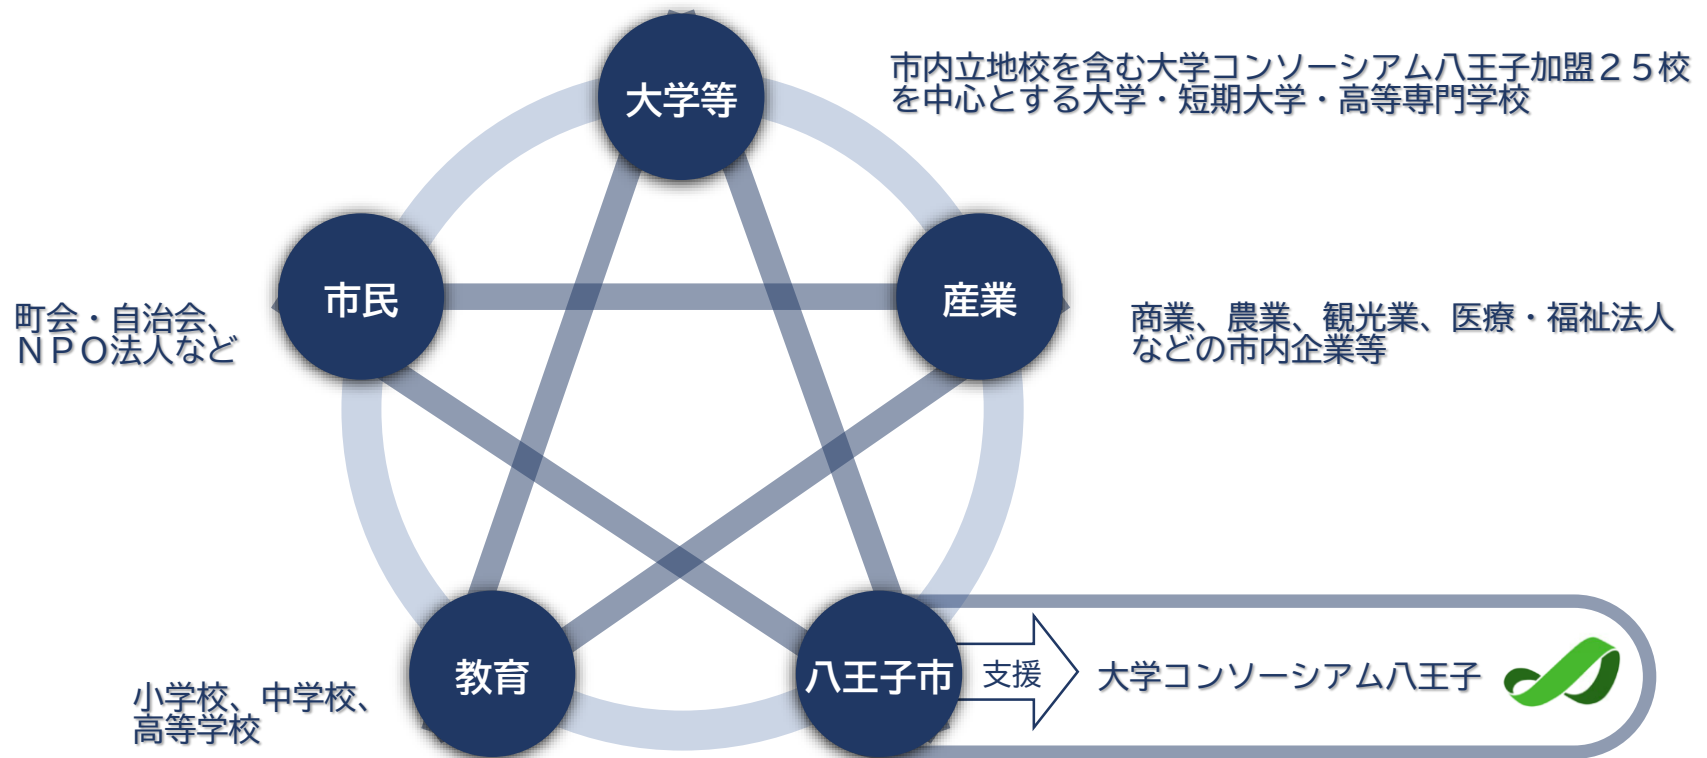 大学等
市内立地校を含む大学コンソーシアム八王子加盟２５校
を中心とする大学・短期大学・高等専門学校
市民
産業
町会・自治会、
ＮＰＯ法人など
商業、農業、観光業、医療・福祉法人
などの市内企業等
教育
八王子市
支援
大学コンソーシアム八王子
小学校、中学校、
高等学校